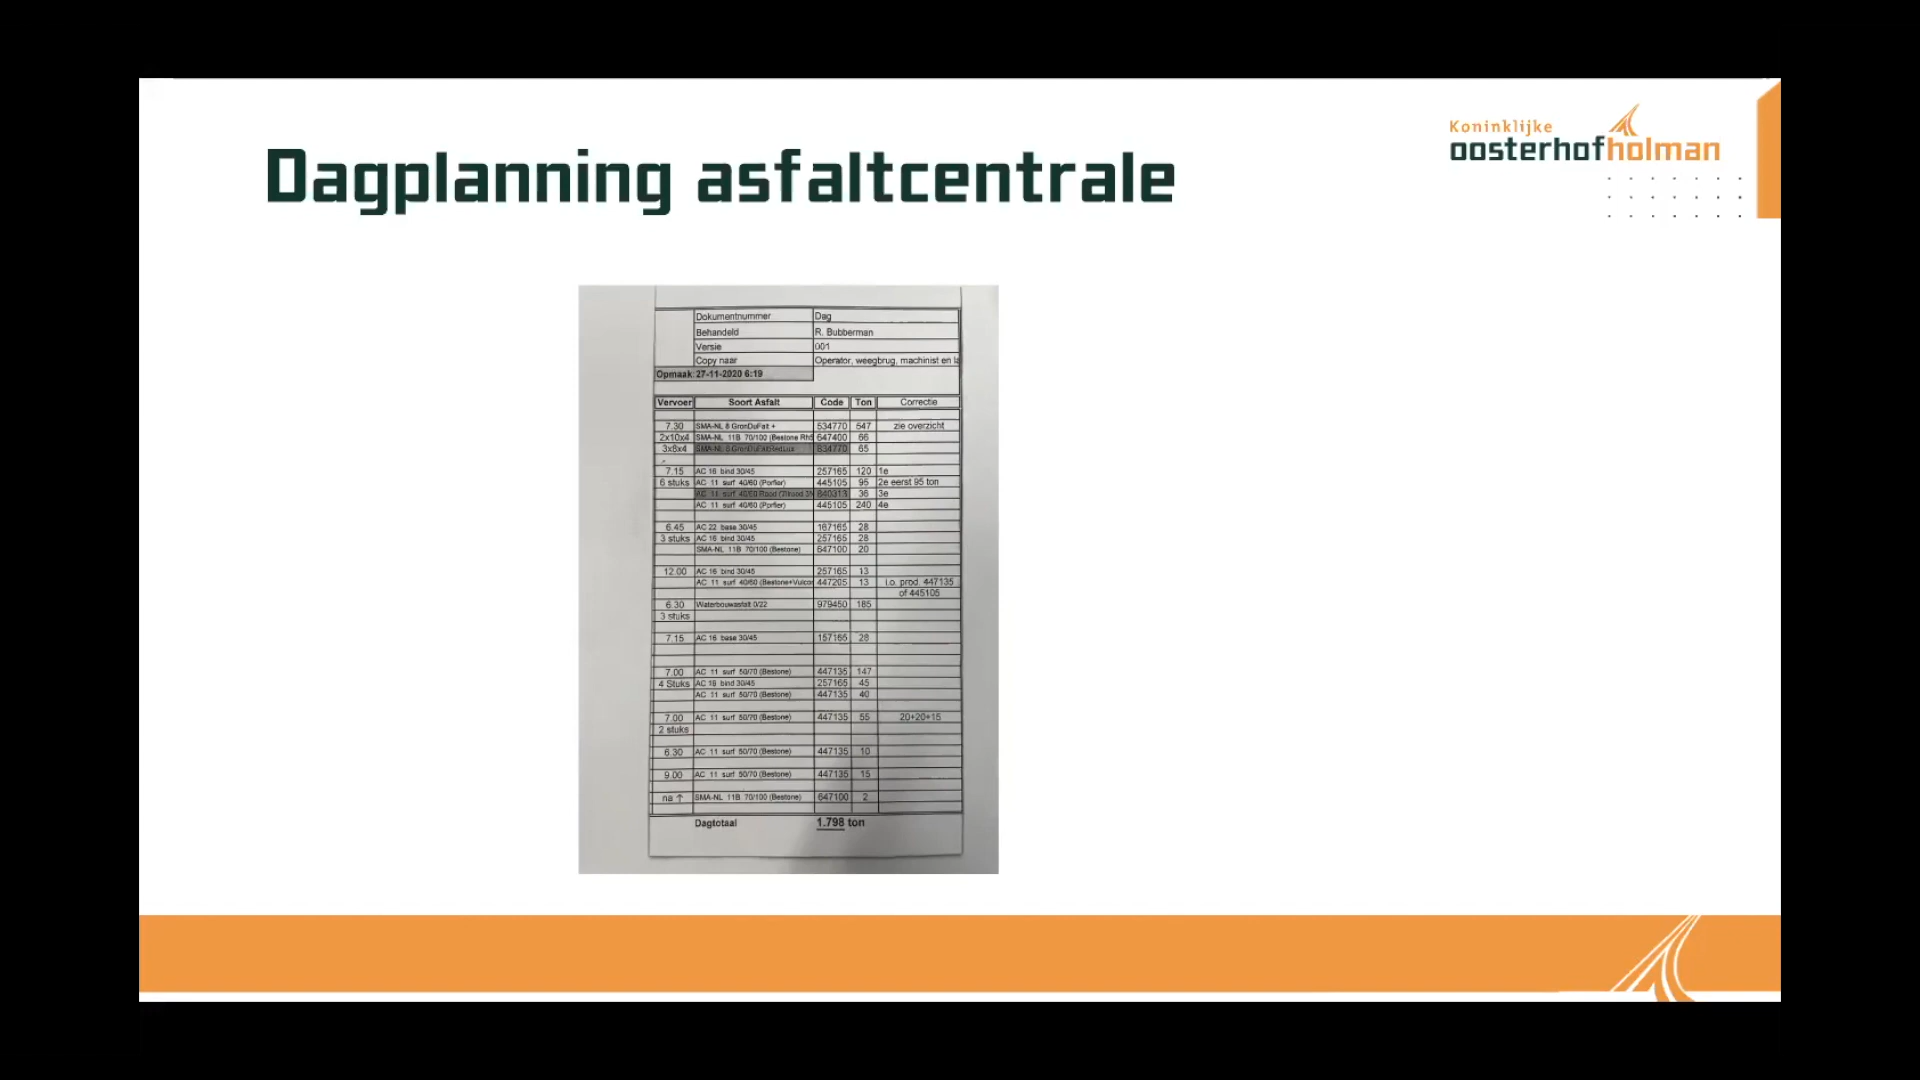 Dagplanning asfaltcentrale
Koninklijke
oosterhofholman
Dokumentnummer Dag
Behandeld R. Bubberman
Versie 001
Copy naar Operator, weegbrug, machinist en la
Opmaak: 27-11-2020 6:19
Vervoer Soort Asfalt Code Ton Correctie
7.30 SMA-NL 8 GronDuFalt + 534770 547 zie overzicht
2x10x4 SMA-NL 11B 70/100 (Bestone 647400 66
3x8x4 SMA-NL 8 GronDuFaltRedLux 834770 65
7.15 AC 16 bind 30/45 257165 120 1e
6 stuks AC 11 surf 40/60 (Porfier) 445105 95 2e eerst 95 ton
AC 11 surf 40/60 Rood 840313 36 3e
AC 11 surf 40/60 (Porfier) 445105 240 4e
6.45 AC 22 base 30/45 167165 28
3 stuks AC 16 bind 30/45 257165 28
SMA-NL 11B 70/100 (Bestone) 647100 20
12.00 AC 16 bind 30/45 257165 13
AC 11 surf 40/60 (Bestone+Vulcor 447205 13 i.o. prod. 447135
of 445105
6.30 Waterbouwasfalt 0/22 979450 185
3 stuks
7.15 AC 16 base 30/45 157165 28
7.00 AC 11 surf 50/70 (Bestone) 447135 147
4 Stuks AC 16 bind 30/45 257165 45
AC 11 surf 50/70 (Bestone) 447135 40
7.00 AC 11 surf 50/70 (Bestone) 447135 55 20+20+15
2 stuks
6.30 AC 11 surf 50/70 (Bestone) 447135 10
9.00 AC 11 surf 50/70 (Bestone) 447135 15
na ↑ SMA-NL 11B 70/100 (Bestone) 647100 2
Dagtotaal 1.798 ton